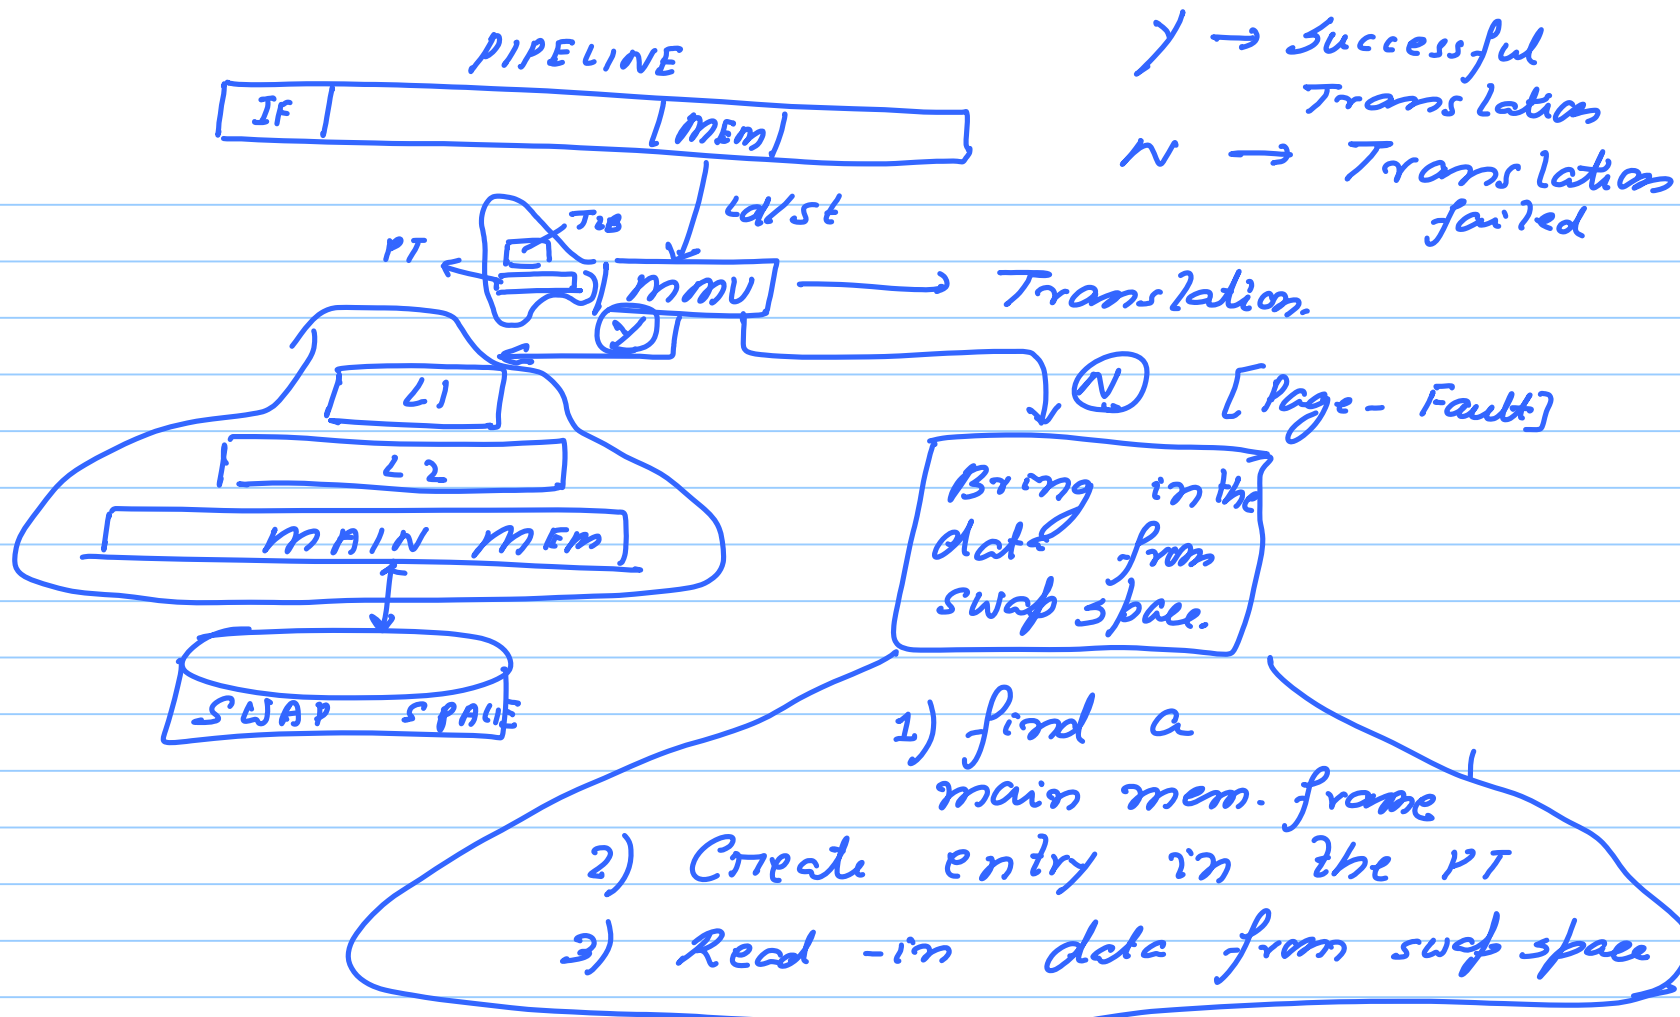 PIPELINE
IF
MEM
Y → Successful
Translation
N → Translation
failed
Ld/st
TLB
PT
MMU → Translation.
Y
N
[Page-Fault]
L1
L2
MAIN MEM
SWAP SPACE
Bring in the
data from
swap space.
1) find a
main mem. frame
2) Create entry in the PT
3) Read-in data from swap space